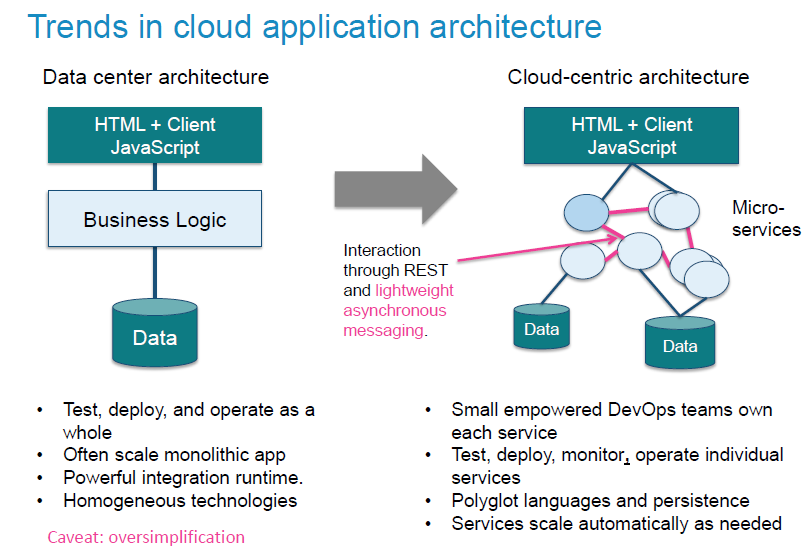 Trends in cloud application architecture
Data center architecture
HTML + Client
JavaScript
Business Logic
Data
Interaction
through REST
and lightweight
asynchronous
messaging.
Cloud-centric architecture
HTML + Client
JavaScript
Micro-
services
Data
Data
• Test, deploy, and operate as a
whole
• Often scale monolithic app
• Powerful integration runtime.
• Homogeneous technologies
Caveat: oversimplification
• Small empowered DevOps teams own
each service
• Test, deploy, monitor, operate individual
services
• Polyglot languages and persistence
• Services scale automatically as needed